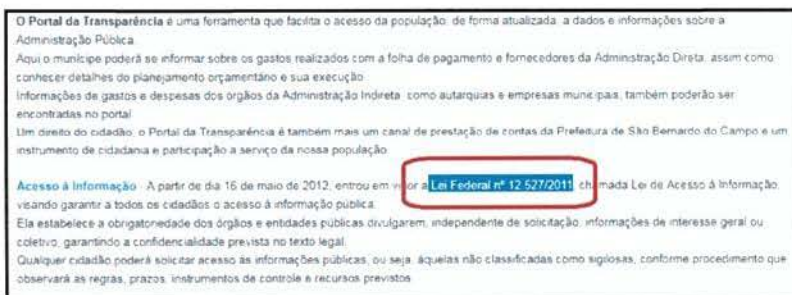 O Portal da Transparência é uma ferramenta que facilita o acesso da população, de forma atualizada, a dados e informações sobre a
Administração Pública.
Aqui o munícipe poderá se informar sobre os gastos realizados com a folha de pagamento e fornecedores da Administração Direta, assim como
conhecer detalhes do planejamento orçamentário e sua execução.
Informações de gastos e despesas dos órgãos da Administração Indireta, como autarquias e empresas municipais, também poderão ser
encontradas no portal.
Um direito do cidadão, o Portal da Transparência é também mais um canal de prestação de contas da Prefeitura de São Bernardo do Campo e um
instrumento de cidadania e participação a serviço da nossa população.
Acesso à Informação - A partir de dia 16 de maio de 2012, entrou em vigor a Lei Federal nº 12.527/2011, chamada Lei de Acesso à Informação,
visando garantir a todos os cidadãos o acesso à informação pública.
Ela estabelece a obrigatoriedade dos órgãos e entidades públicas divulgarem, independente de solicitação, informações de interesse geral ou
coletivo, garantindo a confidencialidade prevista no texto legal.
Qualquer cidadão poderá solicitar acesso às informações públicas, ou seja, àquelas não classificadas como sigilosas, conforme procedimento que
observará as regras, prazos, instrumentos de controle e recursos previstos.